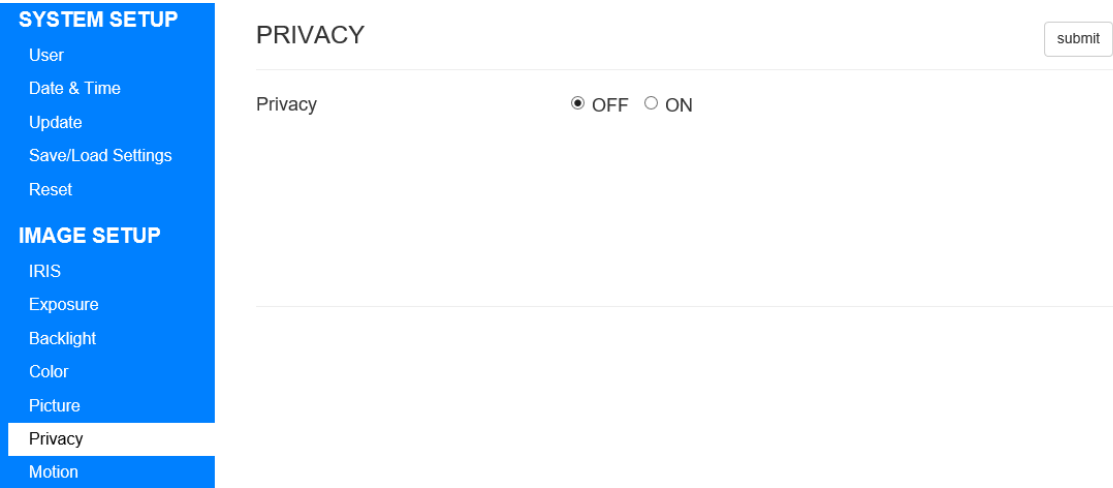 SYSTEM SETUP
User
Date & Time
Update
Save/Load Settings
Reset
IMAGE SETUP
IRIS
Exposure
Backlight
Color
Picture
Privacy
Motion
PRIVACY
submit
Privacy OFF ON